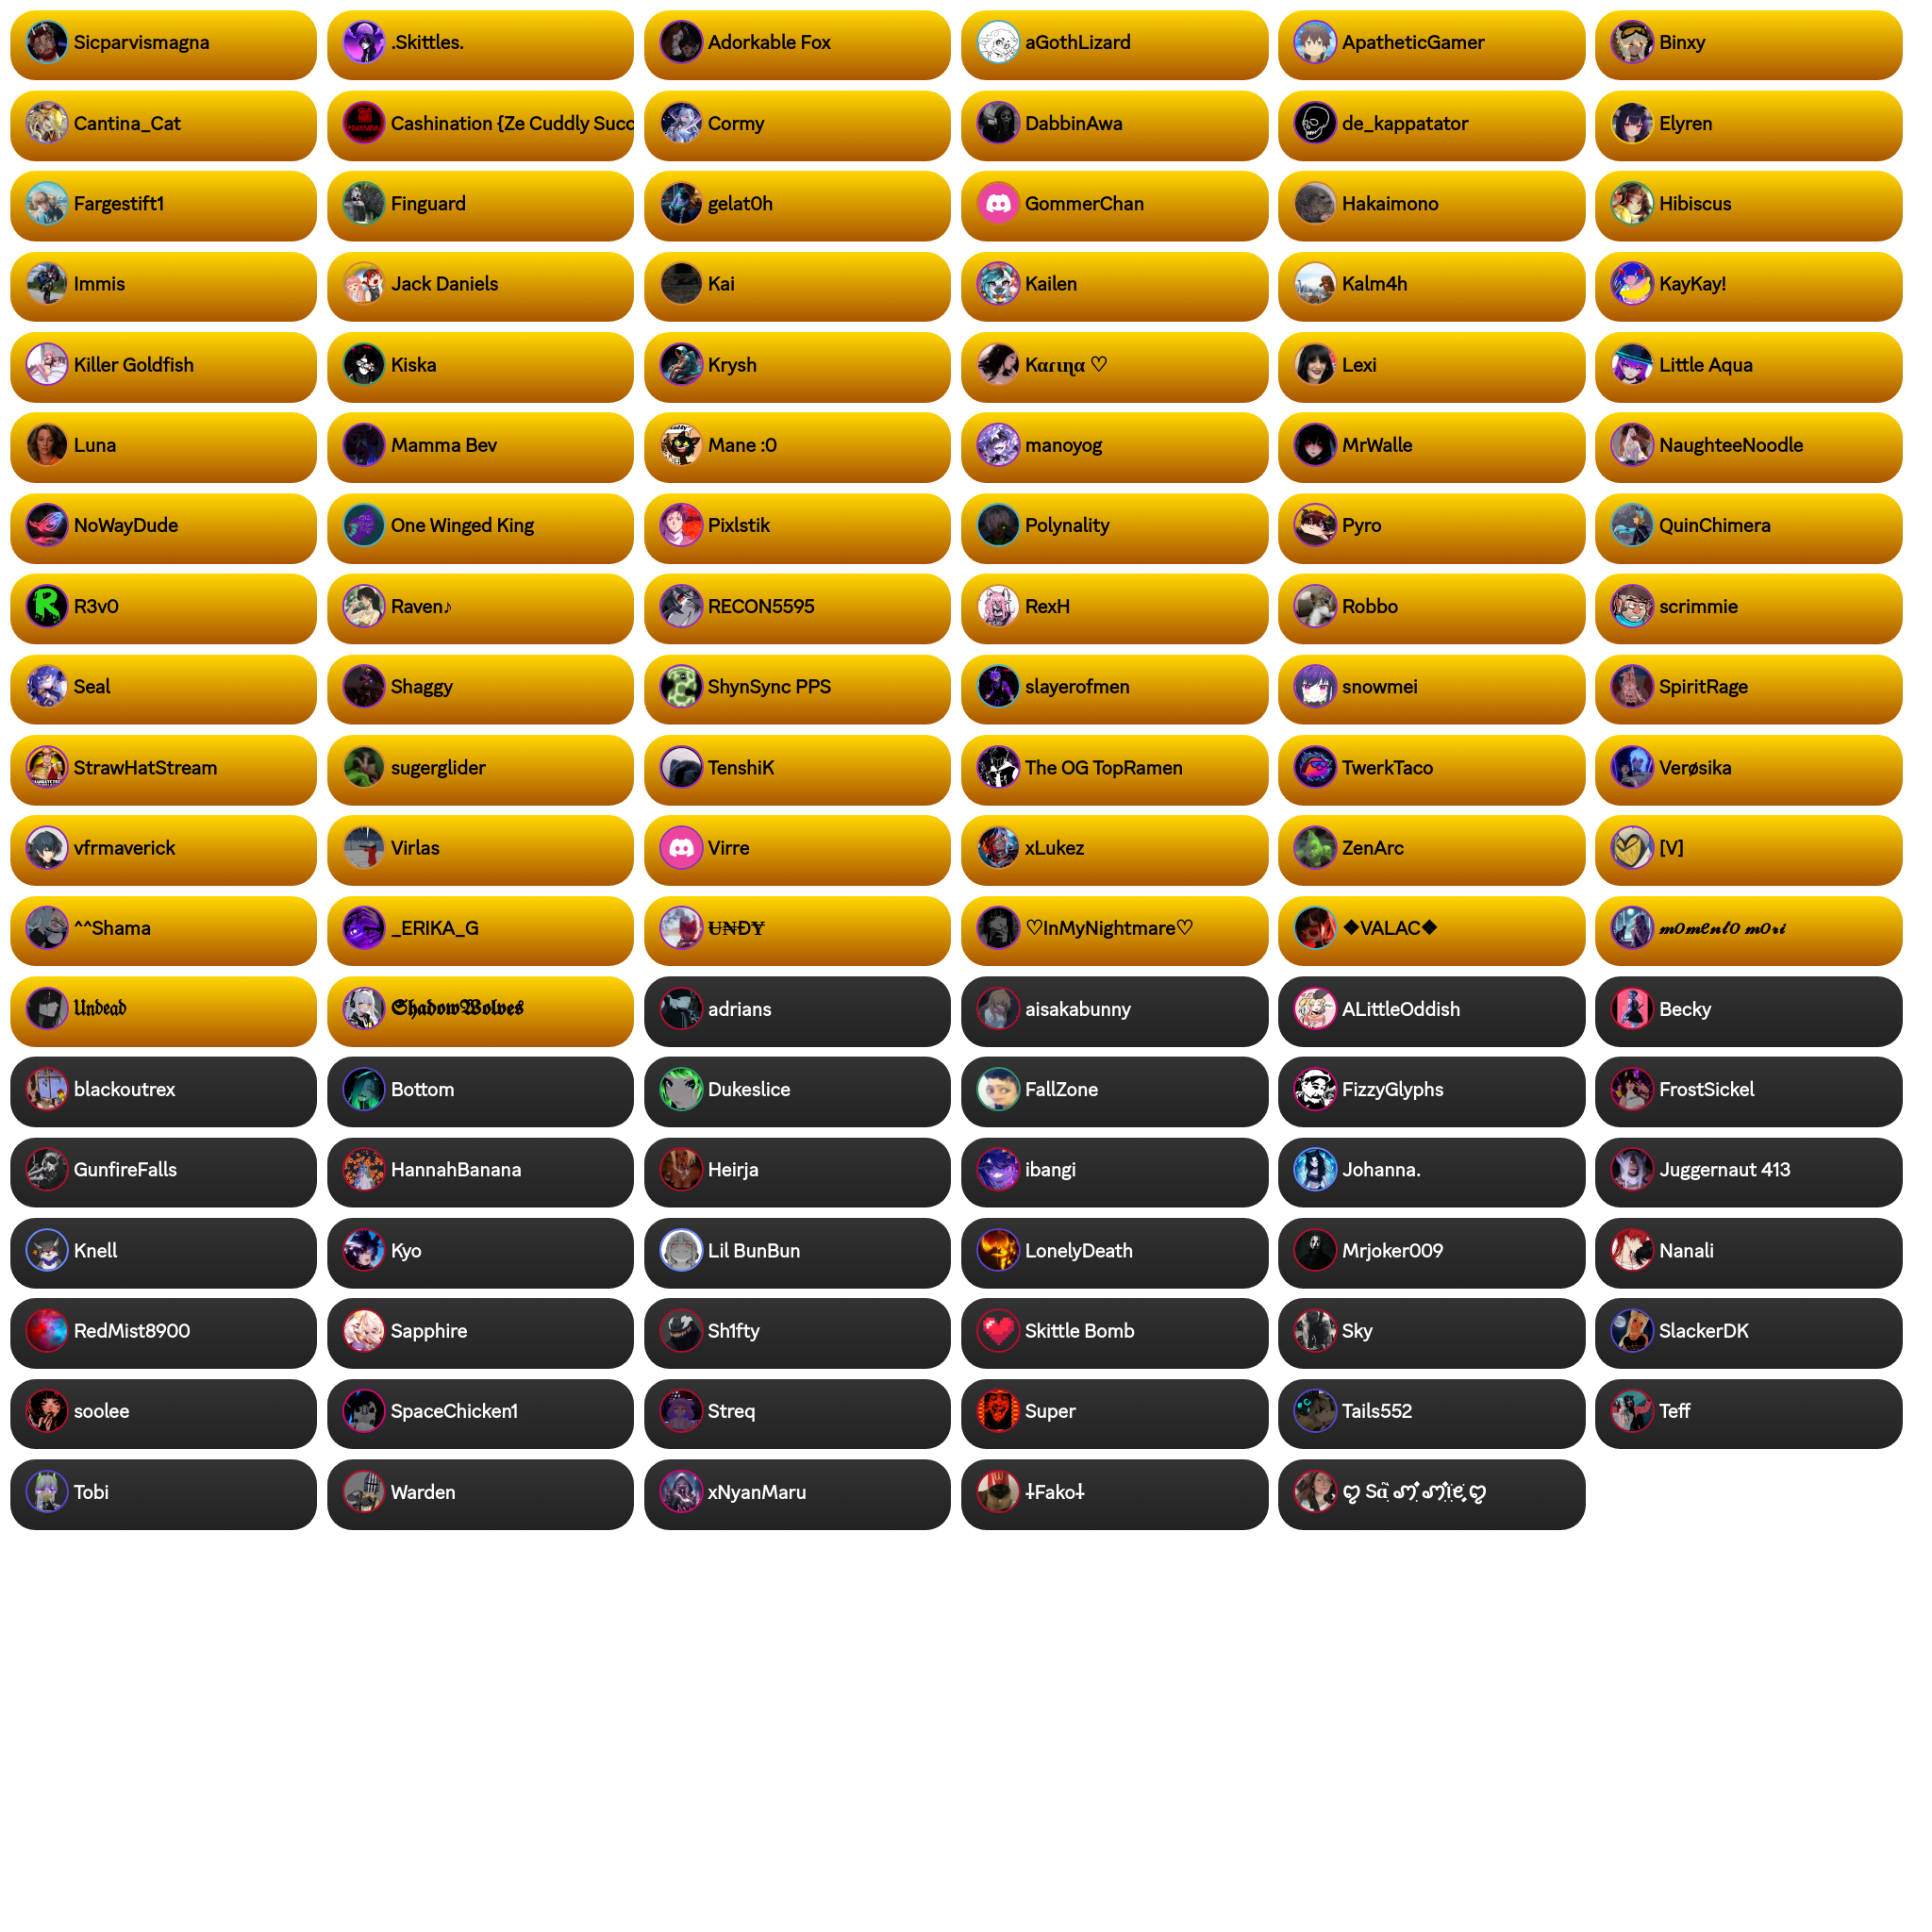 Sicparvismagna
.Skittles.
Adorkable Fox
aGothLizard
ApatheticGamer
Binxy
Cantina_Cat
Cashination {Ze Cuddly Succ
Cormy
DabbinAwa
de_kappatator
Elyren
Fargestift1
Finguard
gelat0h
GommerChan
Hakaimono
Hibiscus
Immis
Jack Daniels
Kai
Kailen
Kalm4h
KayKay!
Killer Goldfish
Kiska
Krysh
Kαɾιɳα ♡
Lexi
Little Aqua
Luna
Mamma Bev
Mane :0
manoyog
MrWalle
NaughteeNoodle
NoWayDude
One Winged King
Pixlstik
Polynality
Pyro
QuinChimera
R3v0
Raven♪
RECON5595
RexH
Robbo
scrimmie
Seal
Shaggy
ShynSync PPS
slayerofmen
snowmei
SpiritRage
StrawHatStream
sugerglider
TenshiK
The OG TopRamen
TwerkTaco
Verøsika
vfrmaverick
Virlas
Virre
xLukez
ZenArc
[V]
^^Shama
_ERIKA_G
U̶N̶D̶Y̶
♡InMyNightmare♡
❖VALAC❖
𝓶𝓸𝓶𝓮𝓷𝓽𝓸 𝓶𝓸𝓻𝓲
𝔘𝔫𝔡𝔢𝔞𝔡
𝕾𝖍𝖆𝖉𝖔𝖜𝖂𝖔𝖑𝖛𝖊𝖘
adrians
aisakabunny
ALittleOddish
Becky
blackoutrex
Bottom
Dukeslice
FallZone
FizzyGlyphs
FrostSickel
GunfireFalls
HannahBanana
Heirja
ibangi
Johanna.
Juggernaut 413
Knell
Kyo
Lil BunBun
LonelyDeath
Mrjoker009
Nanali
RedMist8900
Sapphire
Sh1fty
Skittle Bomb
Sky
SlackerDK
soolee
SpaceChicken1
Streq
Super
Tails552
Teff
Tobi
Warden
xNyanMaru
⸸Fako⸸